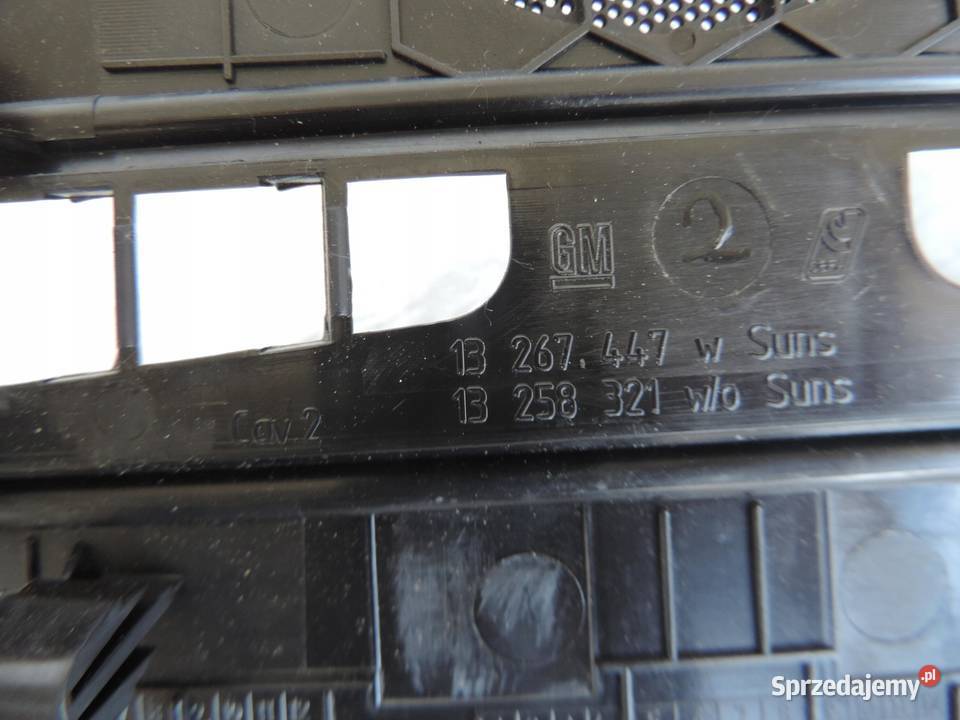 GM
2
13 267.447 w Suns
13 258 321 w/o Suns
Cav.2
Sprzedajemy.pl